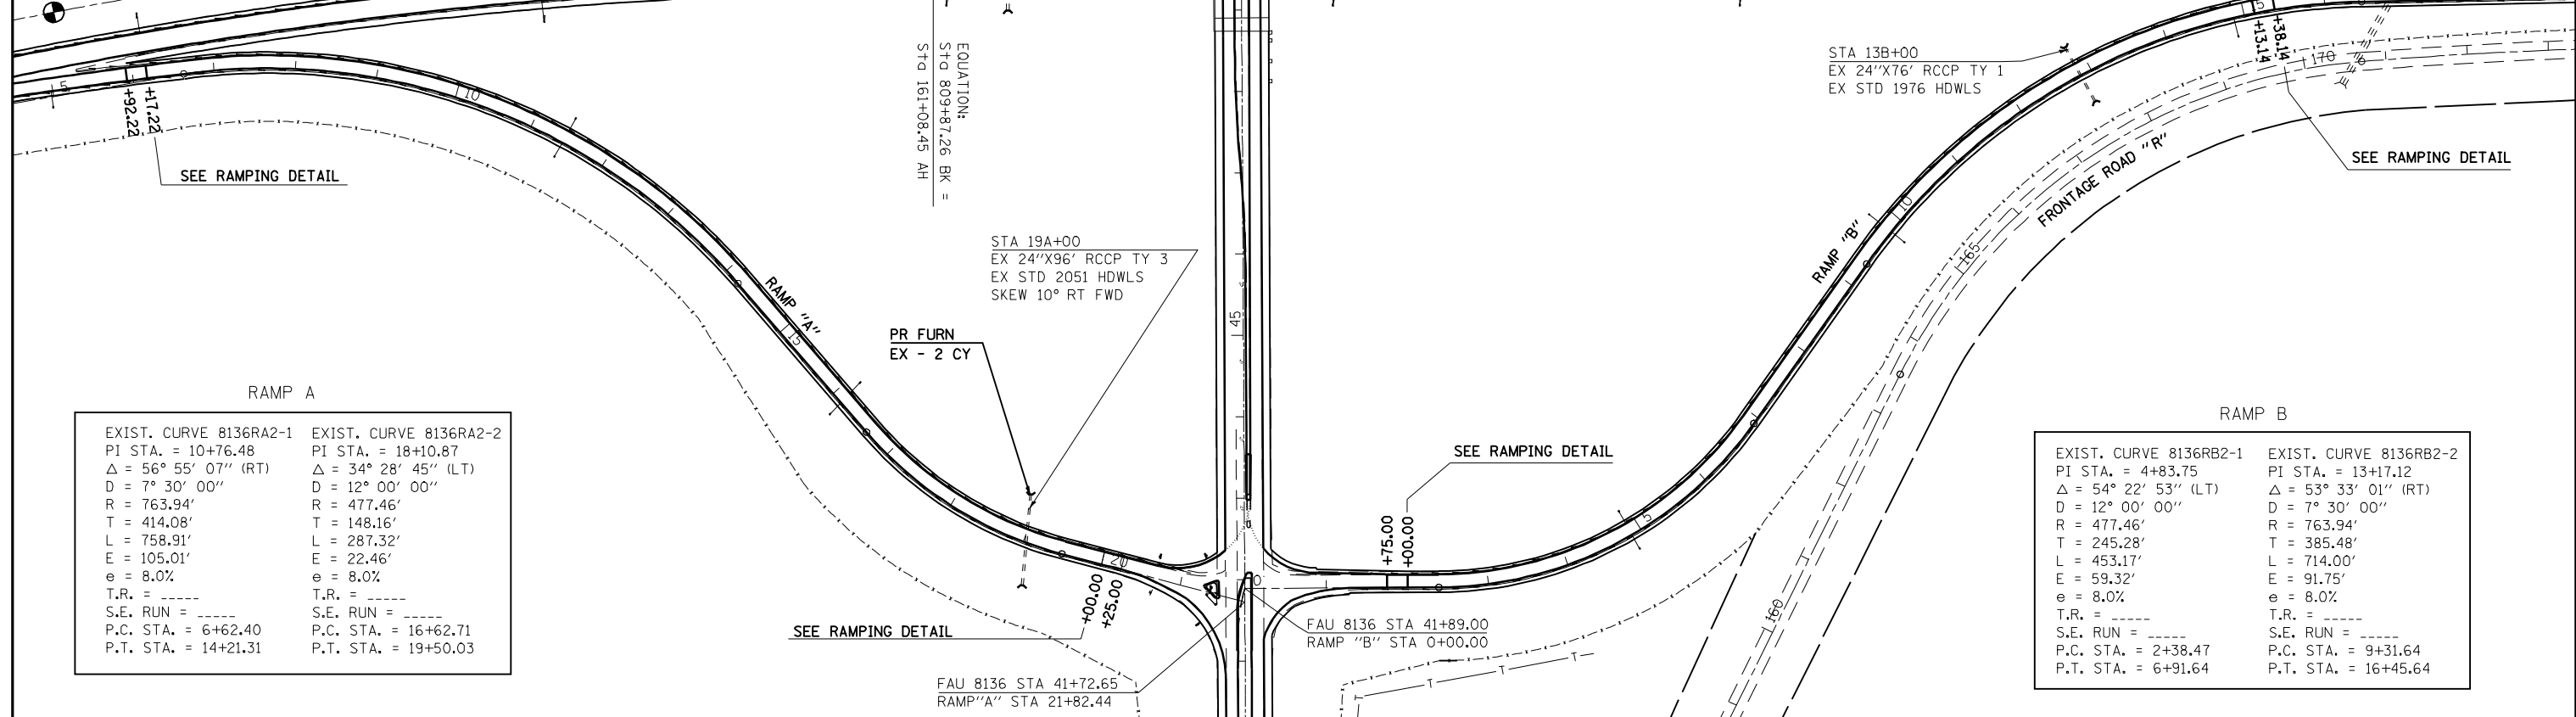 EQUATION:
Sta 809+87.26 BK =
Sta 161+08.45 AH
STA 13B+00
EX 24"X76' RCCP TY 1
EX STD 1976 HDWLS
+13.14
+38.14
170
SEE RAMPING DETAIL
5
+92.22
+17.22
SEE RAMPING DETAIL
10
FRONTAGE ROAD "R"
10
165
RAMP "B"
STA 19A+00
EX 24"X96' RCCP TY 3
EX STD 2051 HDWLS
SKEW 10° RT FWD
RAMP "A"
15
45
PR FURN
EX - 2 CY
RAMP A
EXIST. CURVE 8136RA2-1
PI STA. = 10+76.48
Δ = 56° 55' 07" (RT)
D = 7° 30' 00"
R = 763.94'
T = 414.08'
L = 758.91'
E = 105.01'
e = 8.0%
T.R. = _____
S.E. RUN = _____
P.C. STA. = 6+62.40
P.T. STA. = 14+21.31
EXIST. CURVE 8136RA2-2
PI STA. = 18+10.87
Δ = 34° 28' 45" (LT)
D = 12° 00' 00"
R = 477.46'
T = 148.16'
L = 287.32'
E = 22.46'
e = 8.0%
T.R. = _____
S.E. RUN = _____
P.C. STA. = 16+62.71
P.T. STA. = 19+50.03
20
+00.00
+25.00
SEE RAMPING DETAIL
0
FAU 8136 STA 41+89.00
RAMP "B" STA 0+00.00
FAU 8136 STA 41+72.65
RAMP"A" STA 21+82.44
SEE RAMPING DETAIL
+75.00
+00.00
5
160
RAMP B
EXIST. CURVE 8136RB2-1
PI STA. = 4+83.75
Δ = 54° 22' 53" (LT)
D = 12° 00' 00"
R = 477.46'
T = 245.28'
L = 453.17'
E = 59.32'
e = 8.0%
T.R. = _____
S.E. RUN = _____
P.C. STA. = 2+38.47
P.T. STA. = 6+91.64
EXIST. CURVE 8136RB2-2
PI STA. = 13+17.12
Δ = 53° 33' 01" (RT)
D = 7° 30' 00"
R = 763.94'
T = 385.48'
L = 714.00'
E = 91.75'
e = 8.0%
T.R. = _____
S.E. RUN = _____
P.C. STA. = 9+31.64
P.T. STA. = 16+45.64